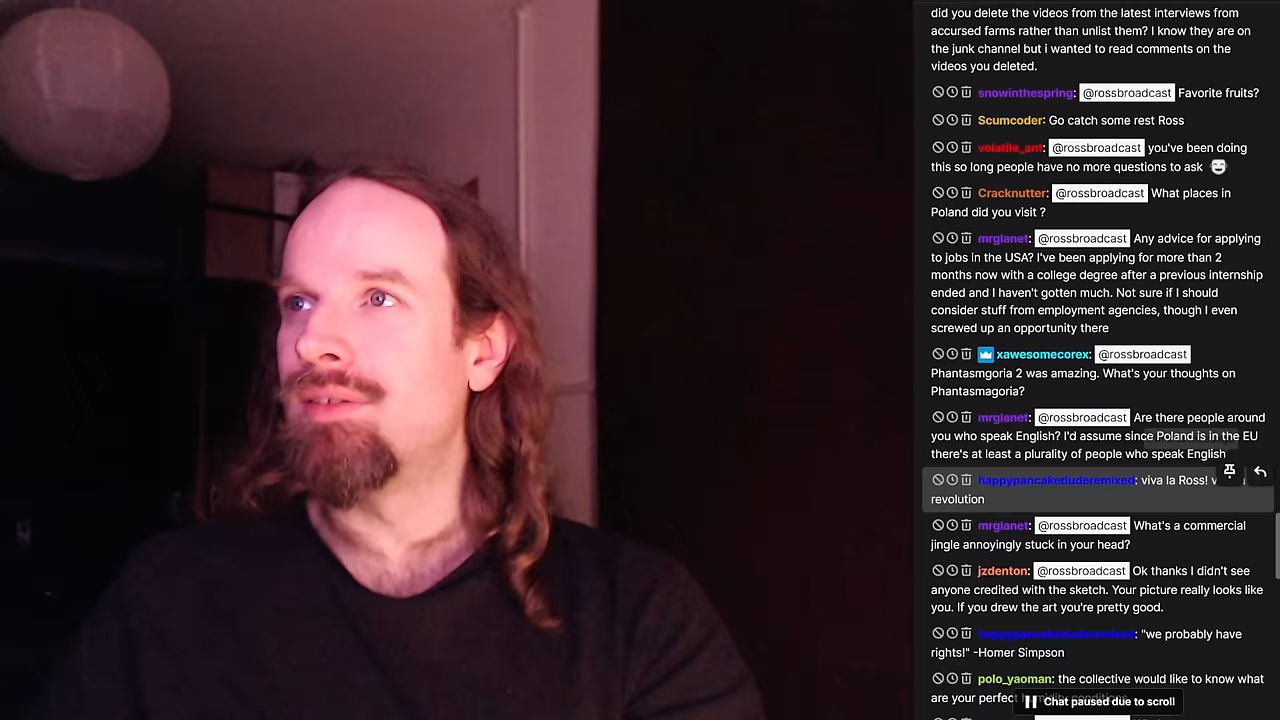 did you delete the videos from the latest interviews from
accursed farms rather than unlist them? I know they are on
the junk channel but i wanted to read comments on the
videos you deleted.
snowinthespring: @rossbroadcast Favorite fruits?
Scumcoder: Go catch some rest Ross
volatile_ant: @rossbroadcast you've been doing
this so long people have no more questions to ask
Cracknutter: @rossbroadcast What places in
Poland did you visit ?
mrglanet: @rossbroadcast Any advice for applying
to jobs in the USA? I've been applying for more than 2
months now with a college degree after a previous internship
ended and I haven't gotten much. Not sure if I should
consider stuff from employment agencies, though I even
screwed up an opportunity there
xawesomecorex: @rossbroadcast
Phantasmgoria 2 was amazing. What's your thoughts on
Phantasmagoria?
mrglanet: @rossbroadcast Are there people around
you who speak English? I'd assume since Poland is in the EU
there's at least a plurality of people who speak English
happypancakeduderemixed: viva la Ross!
revolution
mrglanet: @rossbroadcast What's a commercial
jingle annoyingly stuck in your head?
jzdenton: @rossbroadcast Ok thanks I didn't see
anyone credited with the sketch. Your picture really looks like
you. If you drew the art you're pretty good.
happypancakeduderemixed: "we probably have
rights!" -Homer Simpson
polo_yaoman: the collective would like to know what
are your perfect humidity conditions
Chat paused due to scroll